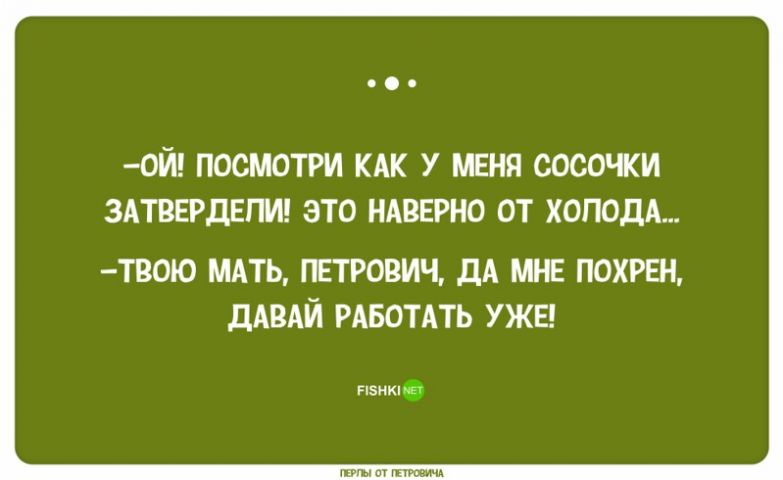 –ОЙ! ПОСМОТРИ КАК У МЕНЯ СОСОЧКИ
ЗАТВЕРДЕЛИ! ЭТО НАВЕРНО ОТ ХОЛОДА...
–ТВОЮ МАТЬ, ПЕТРОВИЧ, ДА МНЕ ПОХРЕН,
ДАВАЙ РАБОТАТЬ УЖЕ!
FISHKI NET
ПЕРЛЫ ОТ ПЕТРОВИЧА